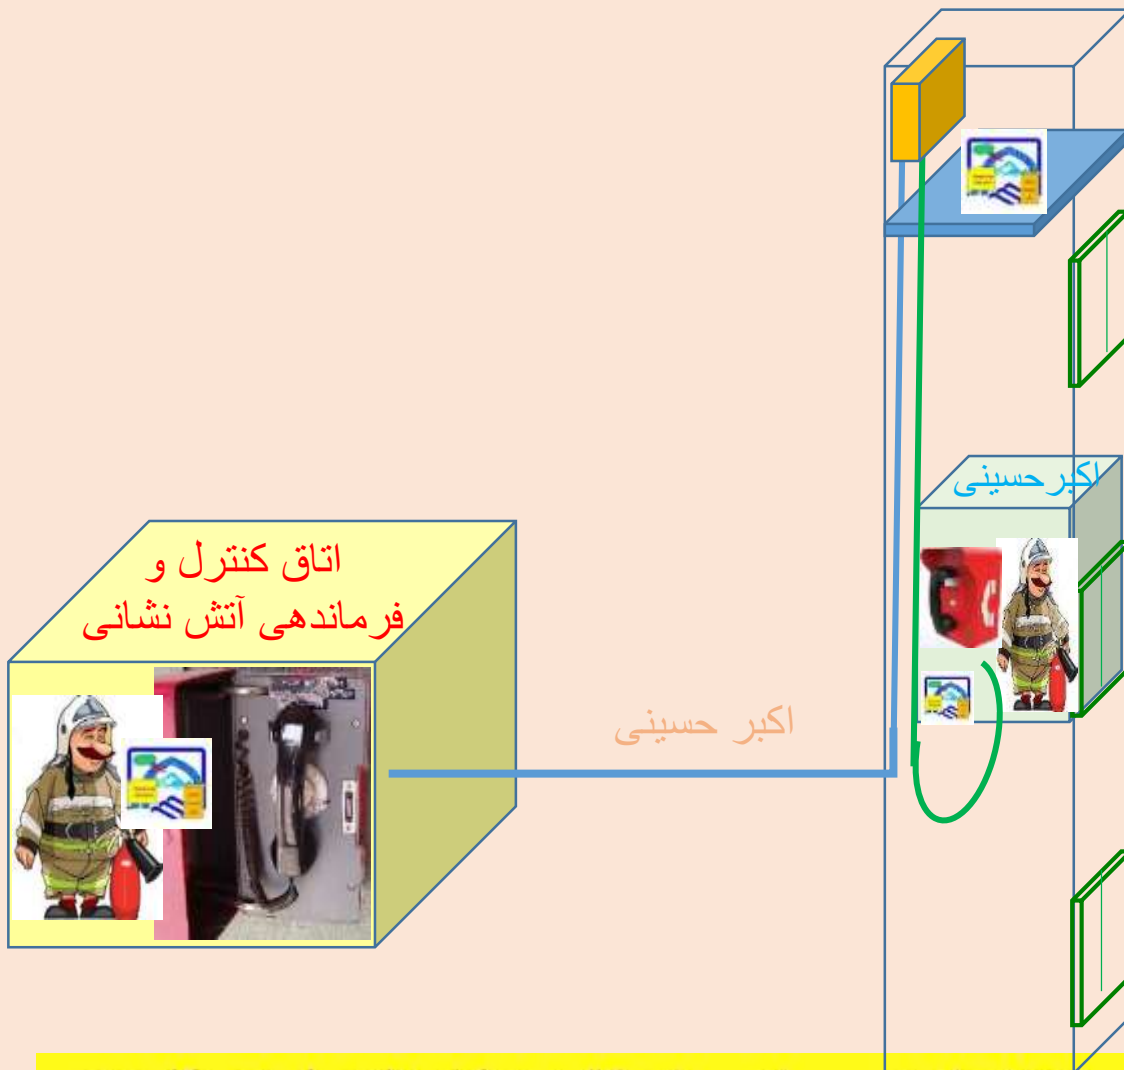 اکبرحسینی
اتاق کنترل و
فرماندهی آتش نشانی
اکبر حسینی